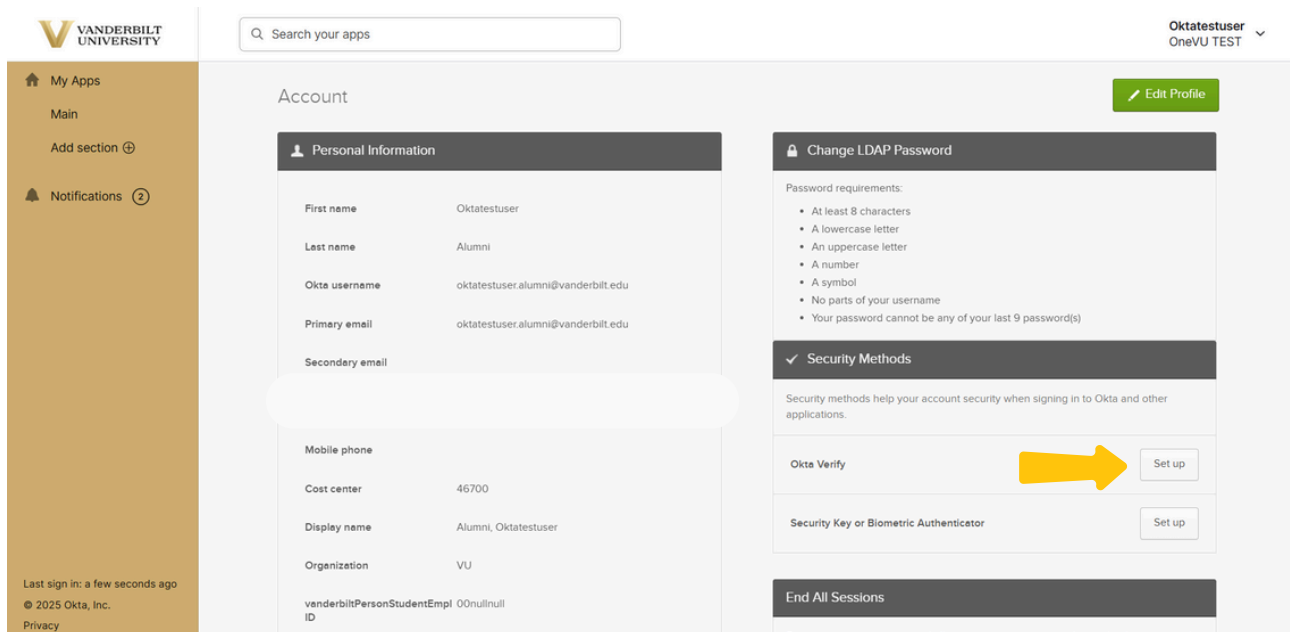 VANDERBILT
UNIVERSITY
Search your apps
Oktatestuser
OneVU TEST
My Apps
Main
Add section
Notifications 2
Last sign in: a few seconds ago
© 2025 Okta, Inc.
Privacy
Account
Edit Profile
Personal Information
First name Oktatestuser
Last name Alumni
Okta username oktatestuser.alumni@vanderbilt.edu
Primary email oktatestuser.alumni@vanderbilt.edu
Secondary email
Mobile phone
Cost center 46700
Display name Alumni, Oktatestuser
Organization VU
vanderbiltPersonStudentEmpl 00nullnull
ID
Change LDAP Password
Password requirements:
• At least 8 characters
• A lowercase letter
• An uppercase letter
• A number
• A symbol
• No parts of your username
• Your password cannot be any of your last 9 password(s)
Security Methods
Security methods help your account security when signing in to Okta and other
applications.
Okta Verify Set up
Security Key or Biometric Authenticator Set up
End All Sessions